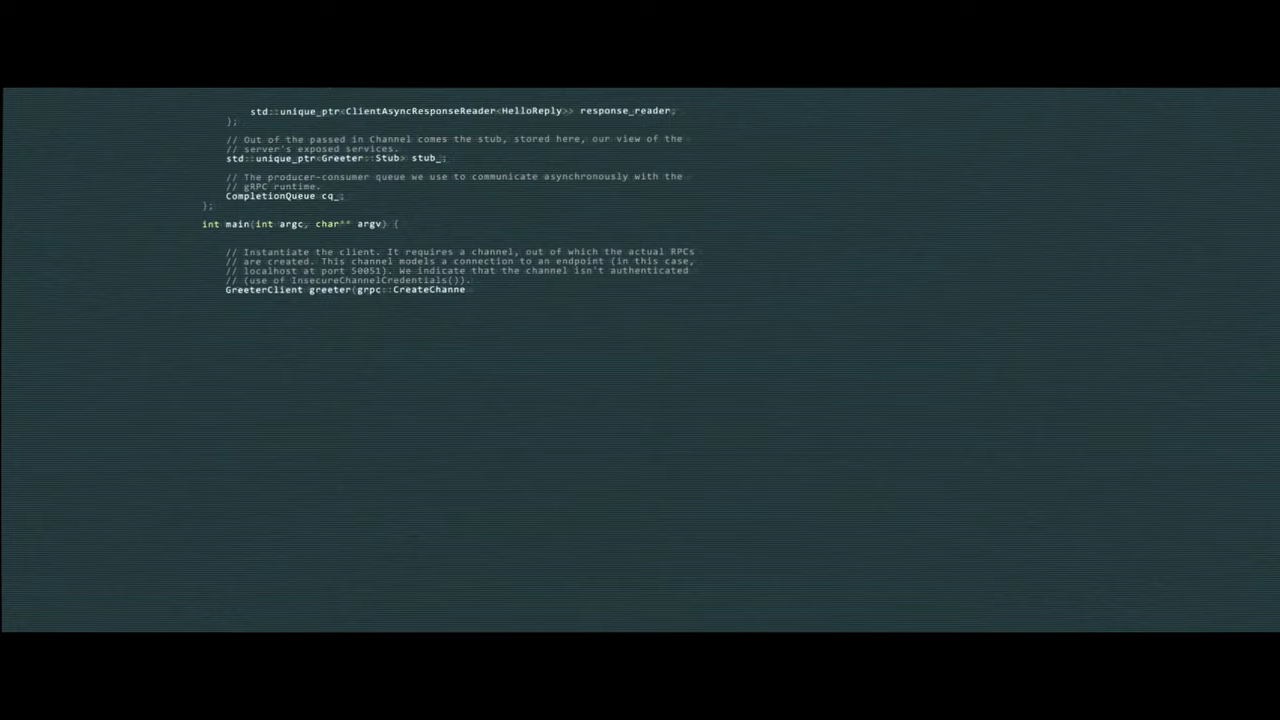 std::unique_ptr<ClientAsyncResponseReader<HelloReply>> response_reader;
};
// Out of the passed in Channel comes the stub, stored here, our view of the
// server's exposed services.
std::unique_ptr<Greeter::Stub> stub_;
// The producer-consumer queue we use to communicate asynchronously with the
// gRPC runtime.
CompletionQueue cq_;
};
int main(int argc, char** argv) {
// Instantiate the client. It requires a channel, out of which the actual RPCs
// are created. This channel models a connection to an endpoint (in this case,
// localhost at port 50051). We indicate that the channel isn't authenticated
// (use of InsecureChannelCredentials()).
GreeterClient greeter(grpc::CreateChanne